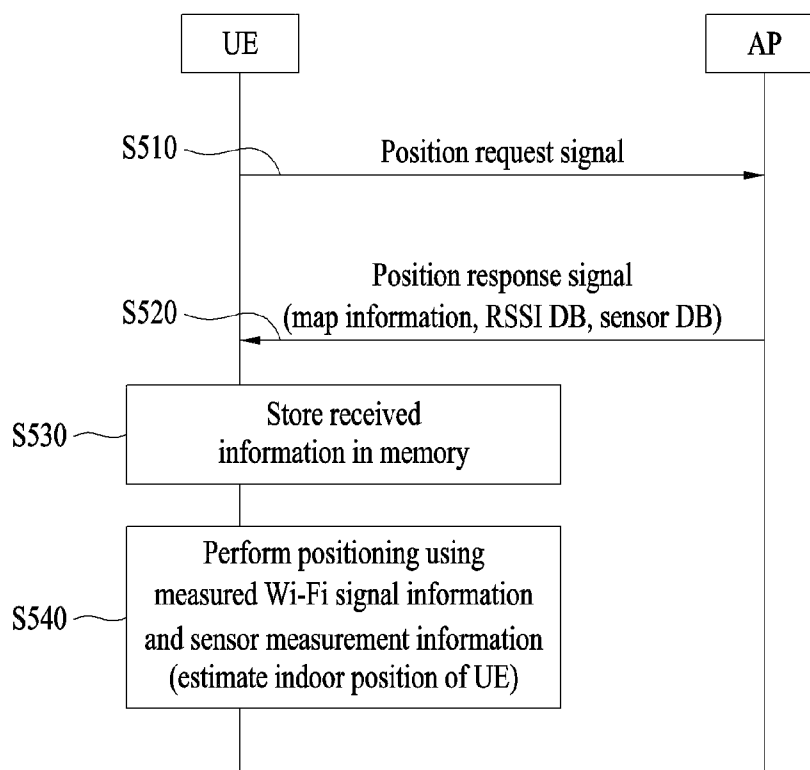 UE
AP
S510
Position request signal
Position response signal
S520
(map information, RSSI DB, sensor DB)
S530
Store received
information in memory
Perform positioning using
measured Wi-Fi signal information
S540
and sensor measurement information
(estimate indoor position of UE)